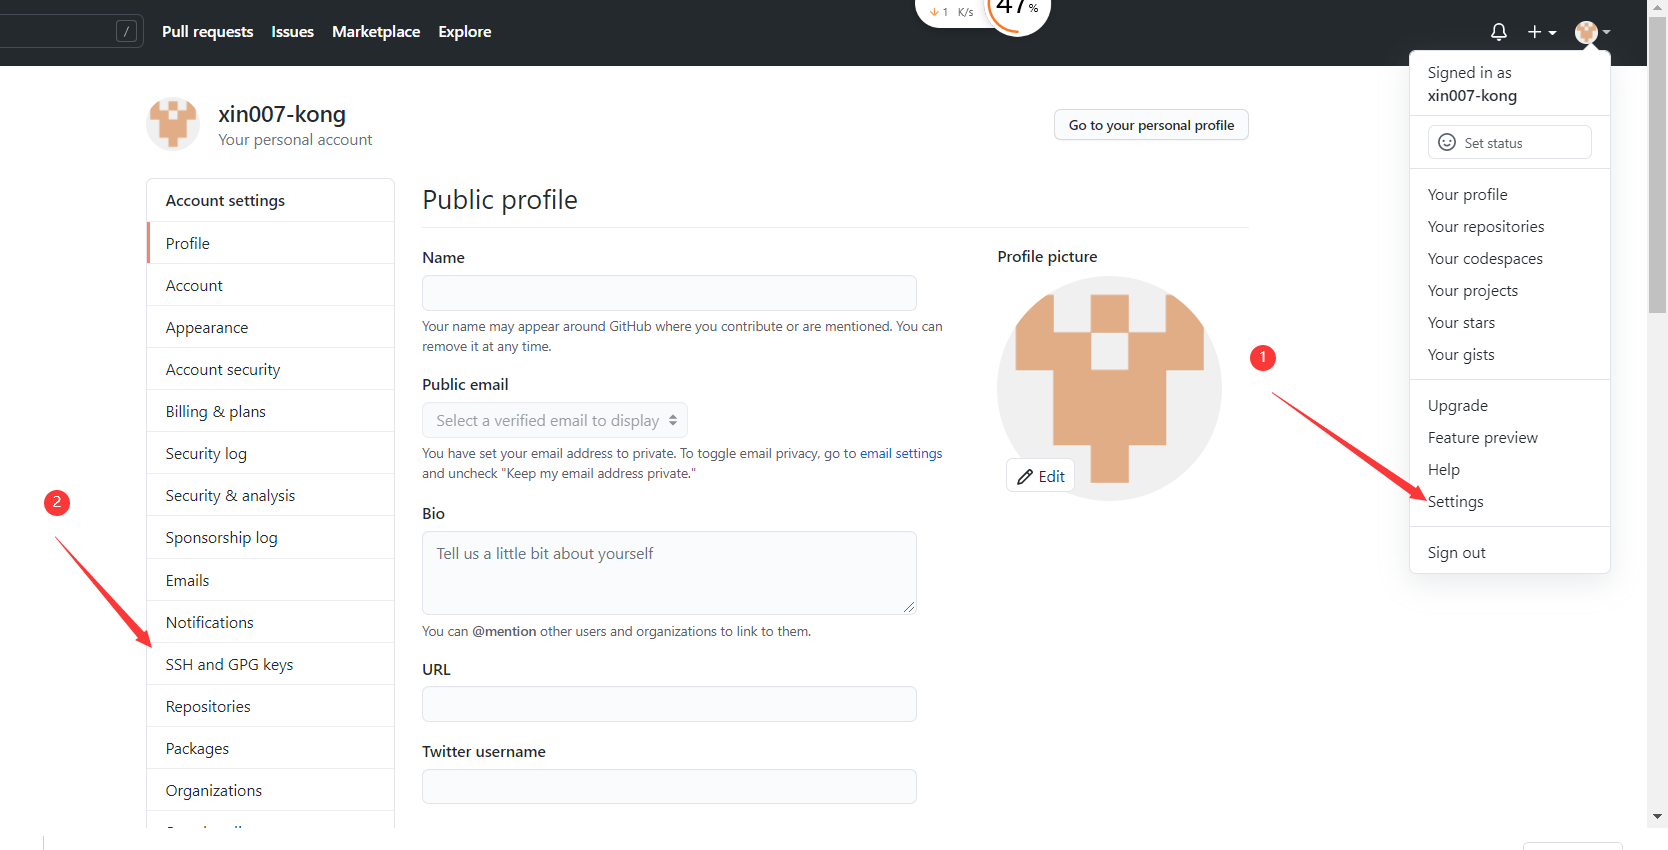 /
Pull requests
Issues
Marketplace
Explore
1 K/s
47%
Signed in as
xin007-kong
Set status
Your profile
Your repositories
Your codespaces
Your projects
Your stars
Your gists
Upgrade
Feature preview
Help
Settings
Sign out
xin007-kong
Your personal account
Go to your personal profile
Account settings
Profile
Account
Appearance
Account security
Billing & plans
Security log
Security & analysis
Sponsorship log
Emails
Notifications
SSH and GPG keys
Repositories
Packages
Organizations
Public profile
Name
Your name may appear around GitHub where you contribute or are mentioned. You can
remove it at any time.
Public email
Select a verified email to display
You have set your email address to private. To toggle email privacy, go to email settings
and uncheck "Keep my email address private."
Bio
Tell us a little bit about yourself
You can @mention other users and organizations to link to them.
URL
Twitter username
Profile picture
Edit
1
2